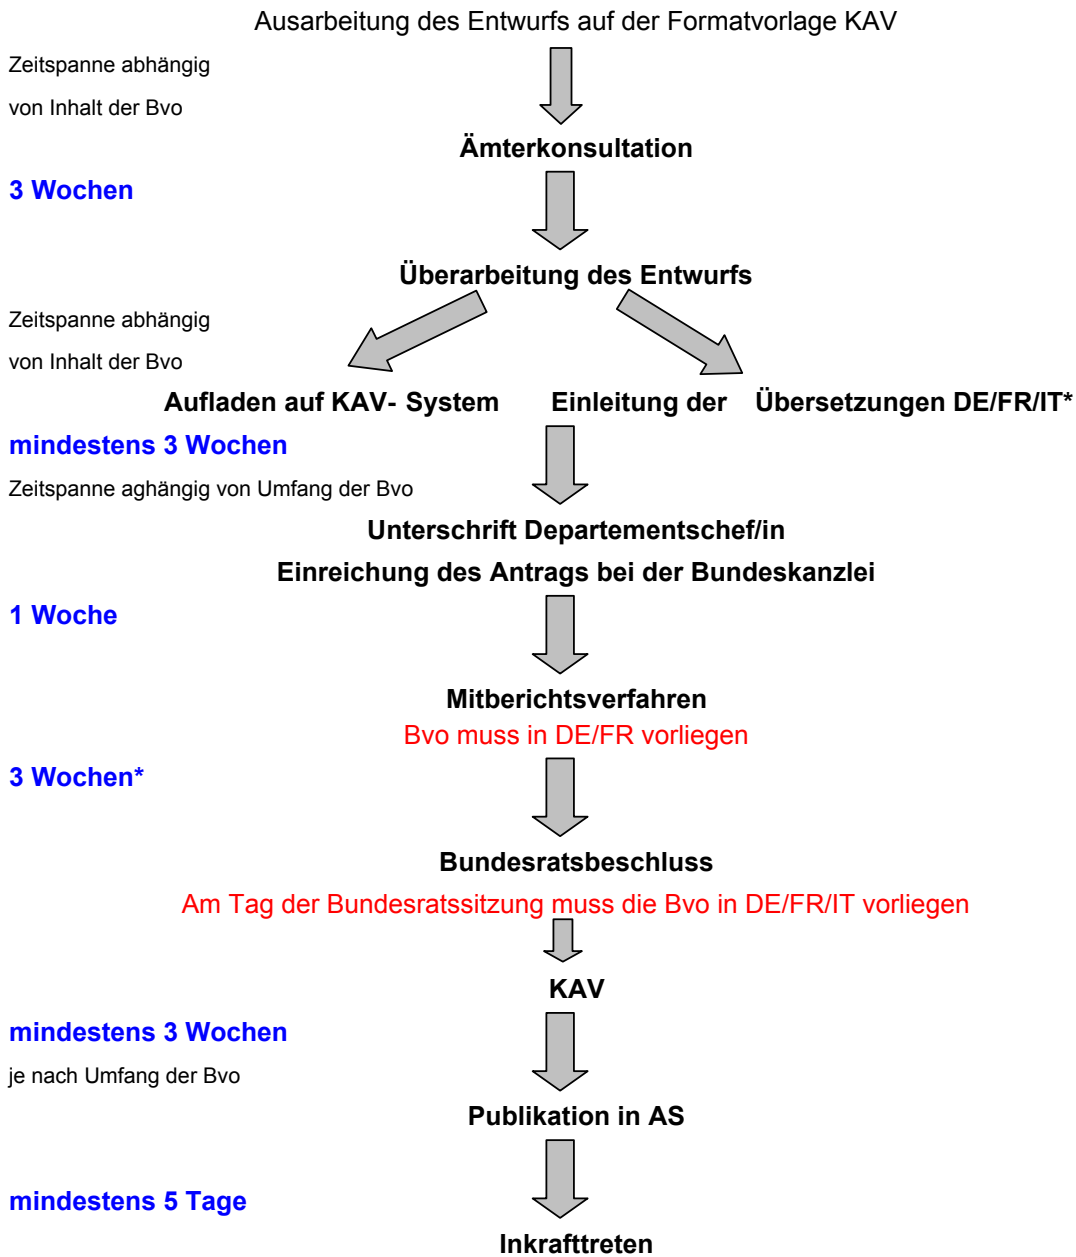 Ausarbeitung des Entwurfs auf der Formatvorlage KAV
Zeitspanne abhängig
von Inhalt der Bvo
Ämterkonsultation
3 Wochen
Überarbeitung des Entwurfs
Zeitspanne abhängig
von Inhalt der Bvo
Aufladen auf KAV- System Einleitung der Übersetzungen DE/FR/IT*
mindestens 3 Wochen
Zeitspanne aghängig von Umfang der Bvo
Unterschrift Departementschef/in
Einreichung des Antrags bei der Bundeskanzlei
1 Woche
Mitberichtsverfahren
Bvo muss in DE/FR vorliegen
3 Wochen*
Bundesratsbeschluss
Am Tag der Bundesratssitzung muss die Bvo in DE/FR/IT vorliegen
KAV
mindestens 3 Wochen
je nach Umfang der Bvo
Publikation in AS
mindestens 5 Tage
Inkrafttreten